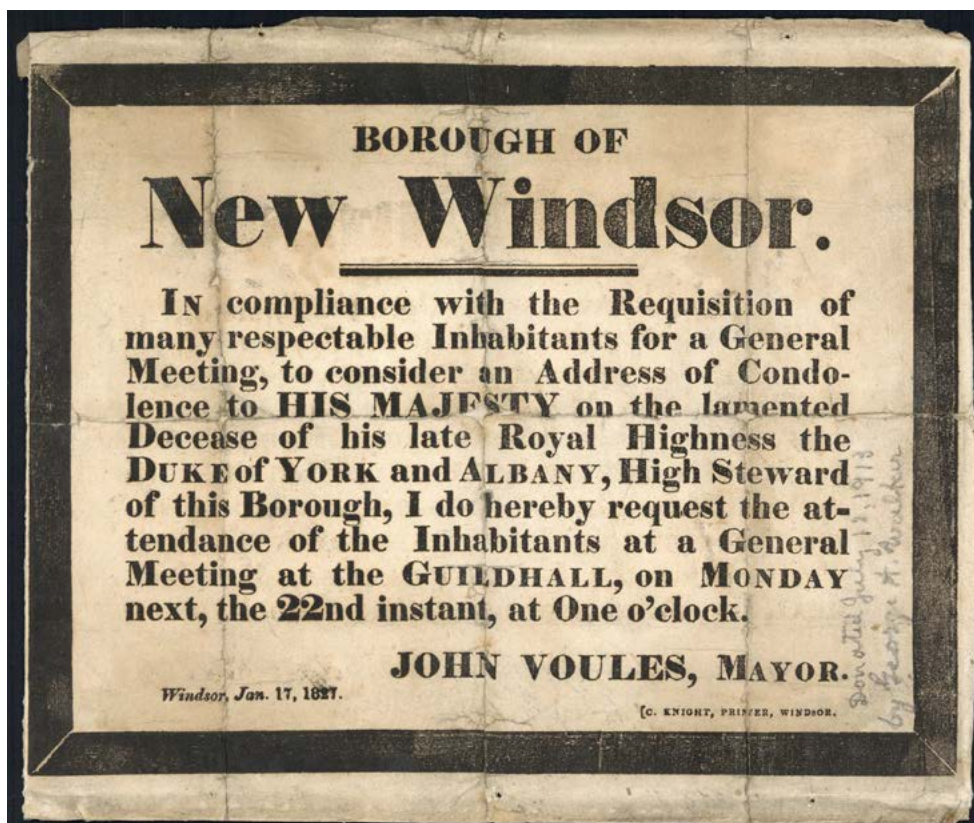 BOROUGH OF
New Windsor.
IN compliance with the Requisition of
many respectable Inhabitants for a General
Meeting, to consider an Address of Condo-
lence to HIS MAJESTY on the lamented
Decease of his late Royal Highness the
DUKE of YORK and ALBANY, High Steward
of this Borough, I do hereby request the at-
tendance of the Inhabitants at a General
Meeting at the GUILDHALL, on MONDAY
next, the 22nd instant, at One o'clock.
JOHN VOULES, MAYOR.
Windsor, Jan. 17, 1827.
[C. KNIGHT, PRINTER, WINDSOR.
Donated July 12, 1913
by George A. Walker